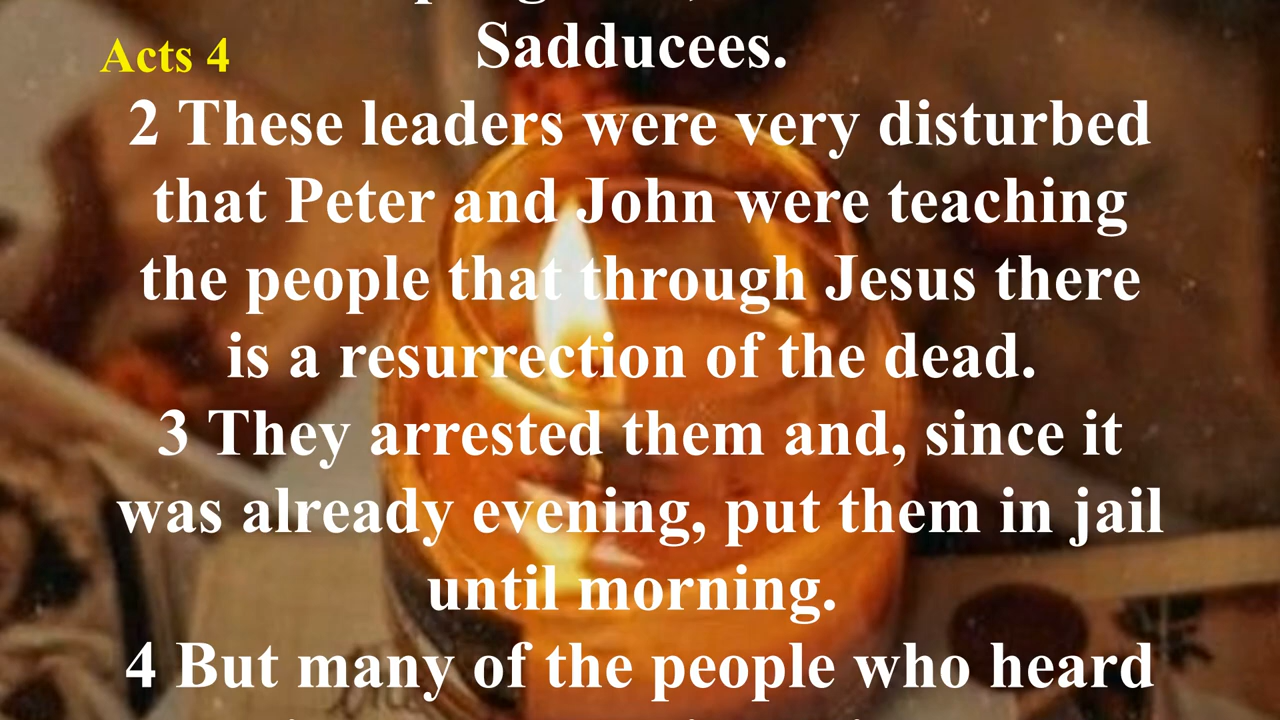 Acts 4
Sadducees.
2 These leaders were very disturbed
that Peter and John were teaching
the people that through Jesus there
is a resurrection of the dead.
3 They arrested them and, since it
was already evening, put them in jail
until morning.
4 But many of the people who heard